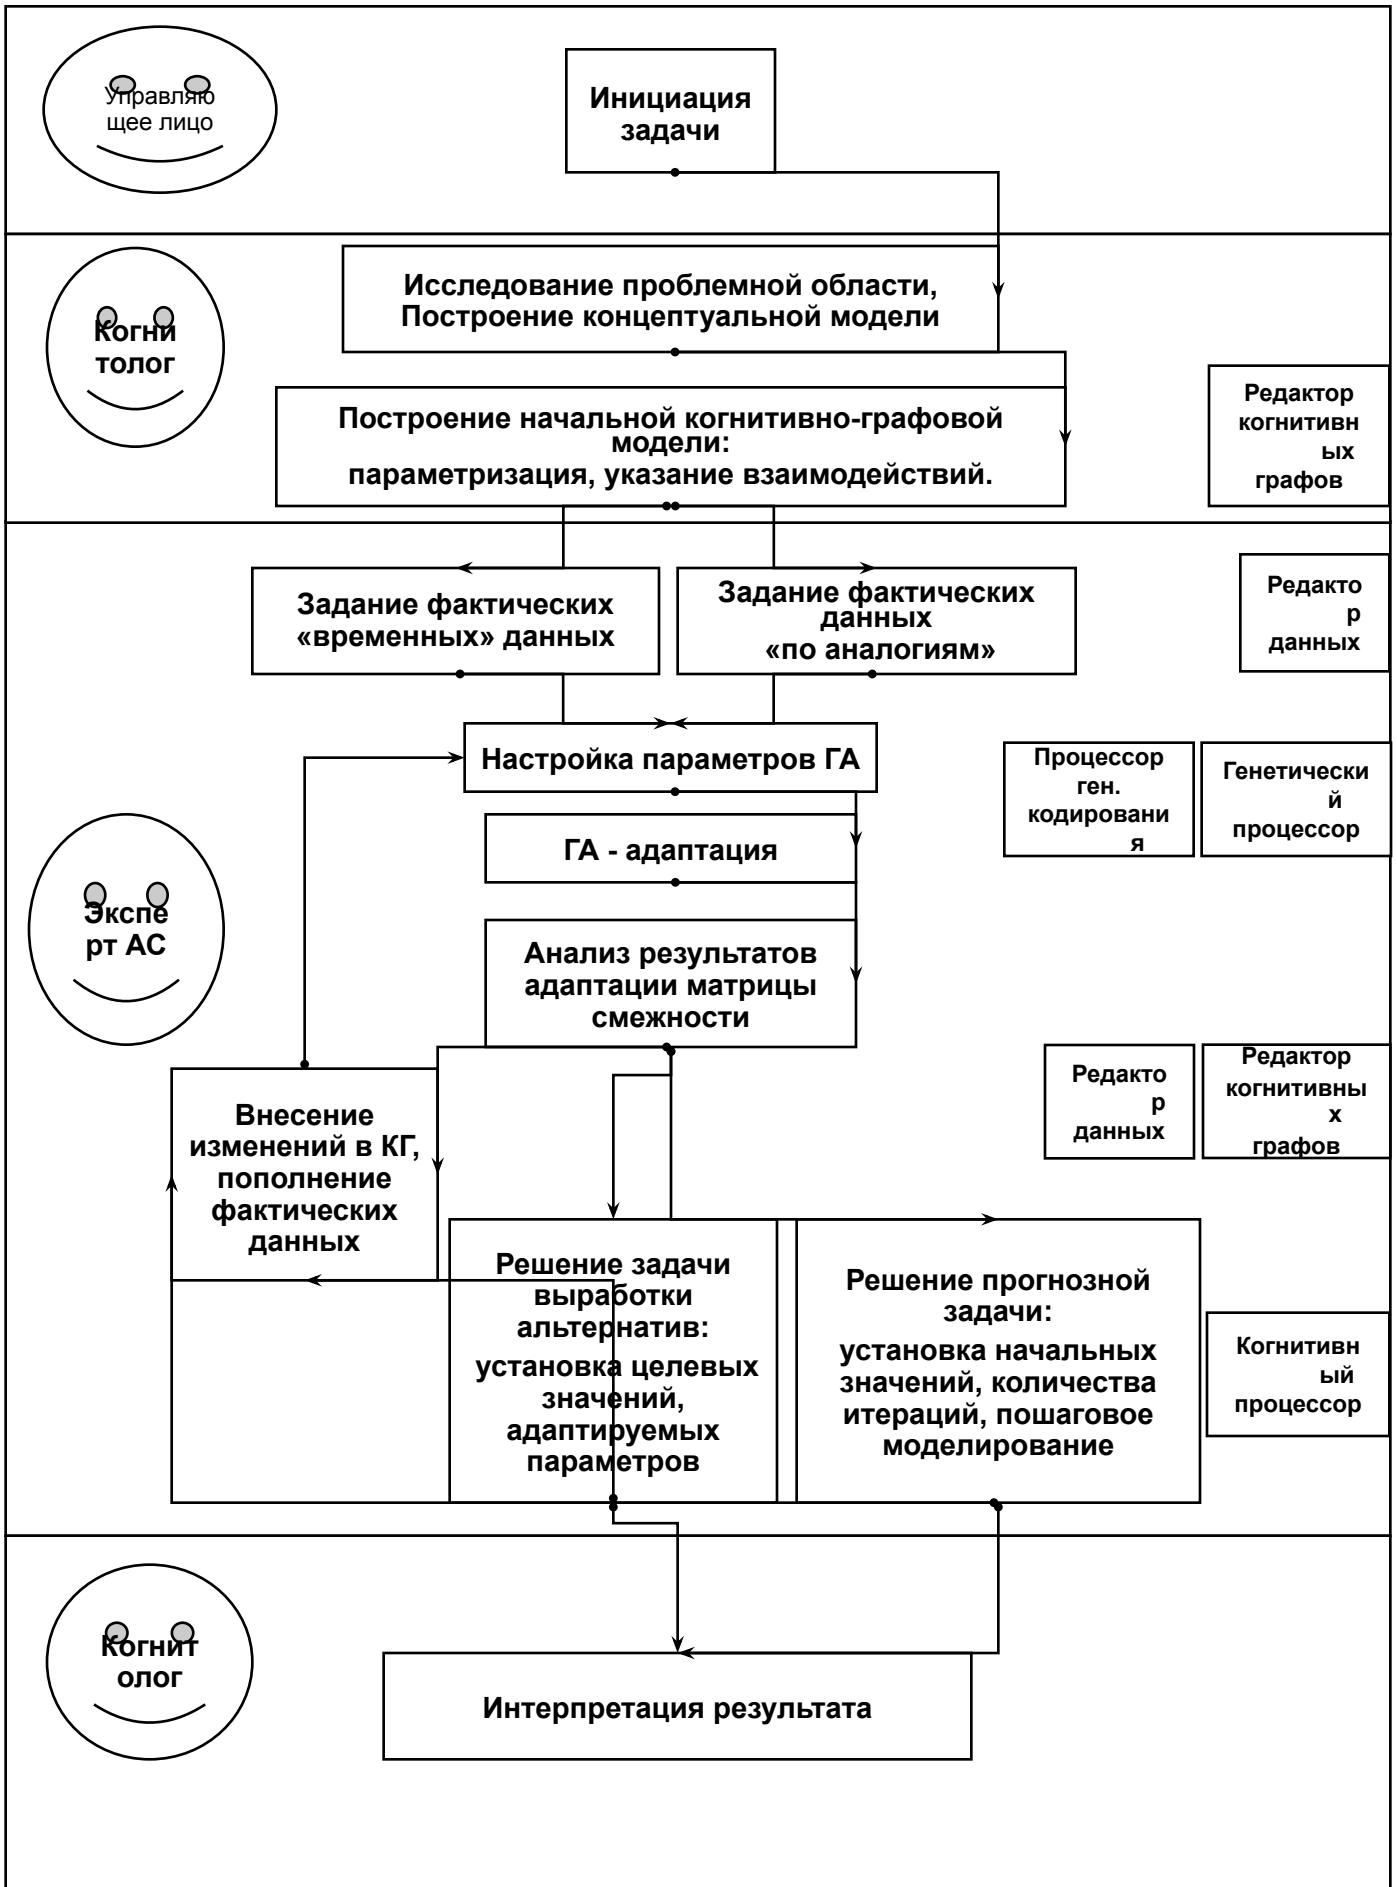 Управляю
щее лицо
Инициация
задачи
Когни
толог
Исследование проблемной области,
Построение концептуальной модели
Построение начальной когнитивно-графовой
модели:
параметризация, указание взаимодействий.
Редактор
когнитивн
ых
графов
Задание фактических
«временных» данных
Задание фактических
данных
«по аналогиям»
Редакто
р
данных
Настройка параметров ГА
Процессор
ген.
кодировани
я
Генетически
й
процессор
ГА - адаптация
Экспе
рт АС
Анализ результатов
адаптации матрицы
смежности
Редакто
р
данных
Редактор
когнитивны
х
графов
Внесение
изменений в КГ,
пополнение
фактических
данных
Решение задачи
выработки
альтернатив:
установка целевых
значений,
адаптируемых
параметров
Решение прогнозной
задачи:
установка начальных
значений, количества
итераций, пошаговое
моделирование
Когнитивн
ый
процессор
Когнит
олог
Интерпретация результата